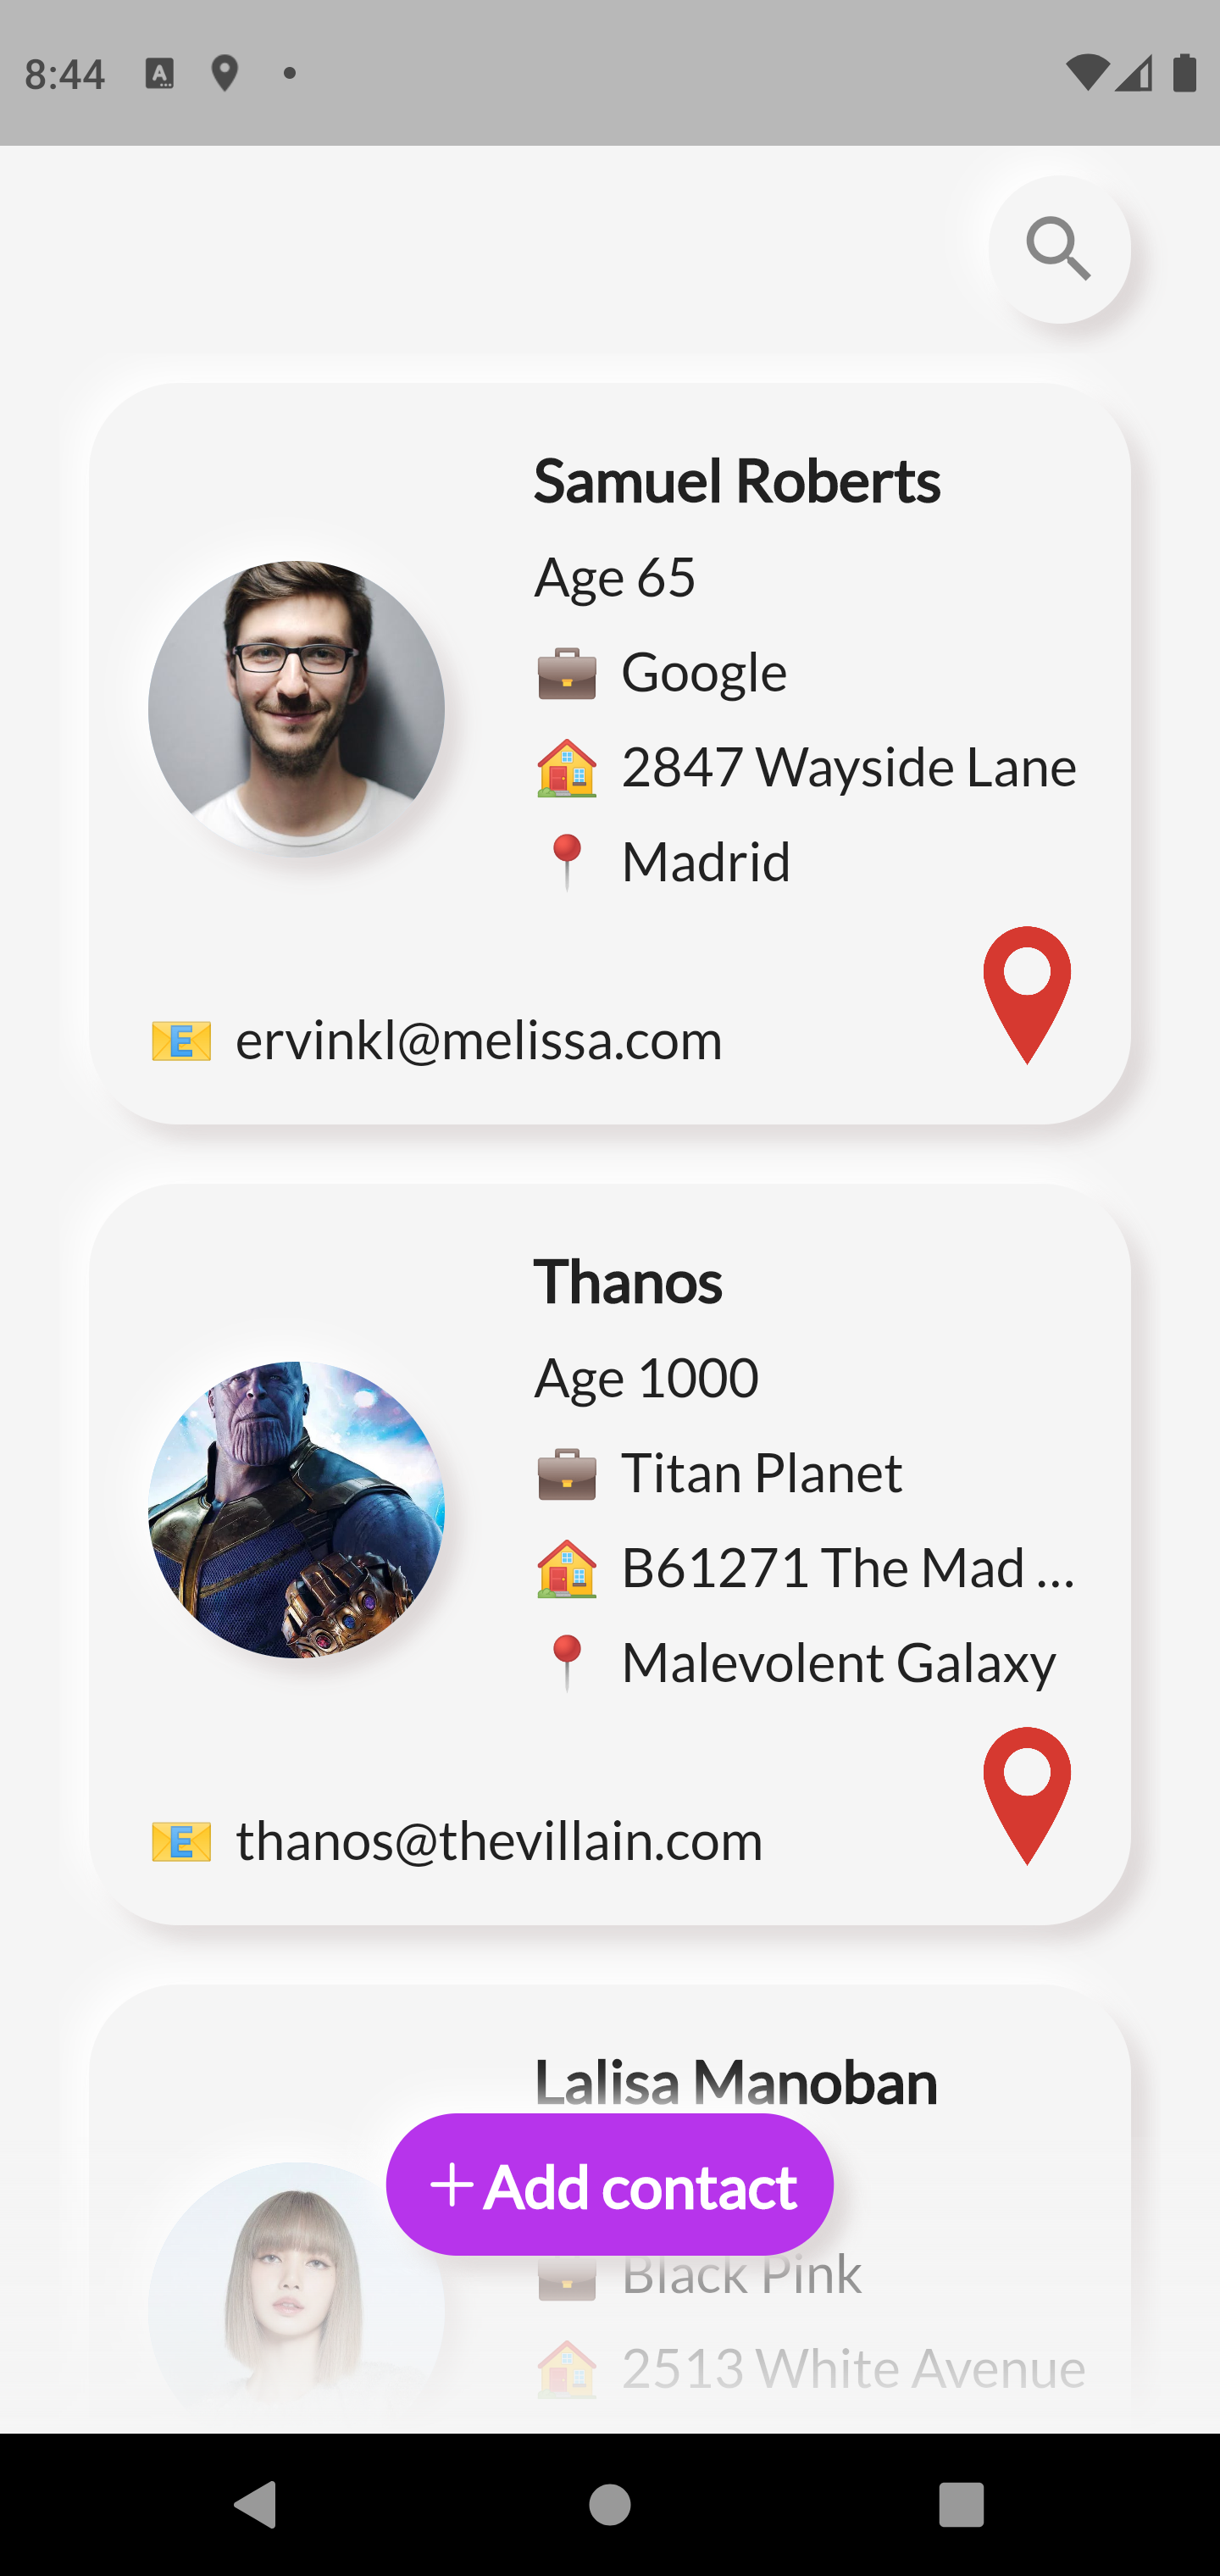 8:44
Samuel Roberts
Age 65
Google
2847 Wayside Lane
Madrid
ervinkl@melissa.com
Thanos
Age 1000
Titan Planet
B61271 The Mad ...
Malevolent Galaxy
thanos@thevillain.com
Lalisa Manoban
+ Add contact
Black Pink
2513 White Avenue